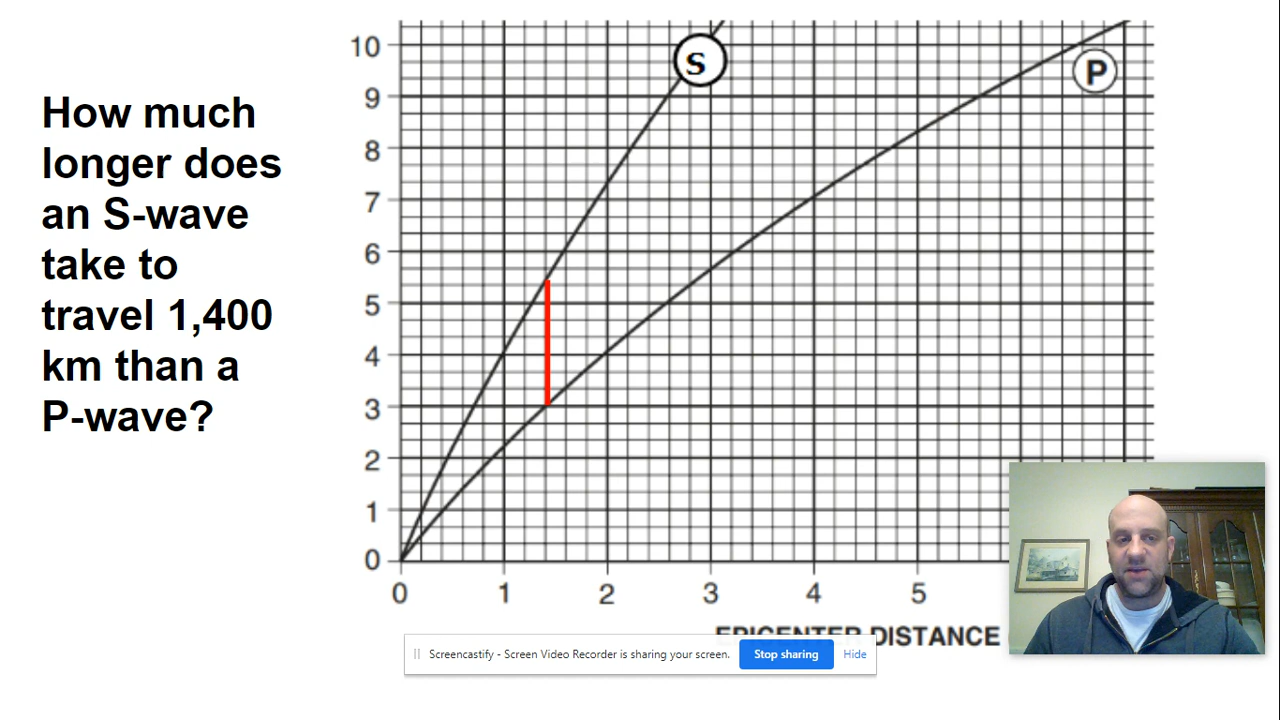 How much
longer does
an S-wave
take to
travel 1,400
km than a
P-wave?
10
9
8
7
6
5
4
3
2
1
0
S
P
0 1 2 3 4 5
EPICENTER DISTANCE
Screencastify - Screen Video Recorder is sharing your screen. Stop sharing Hide